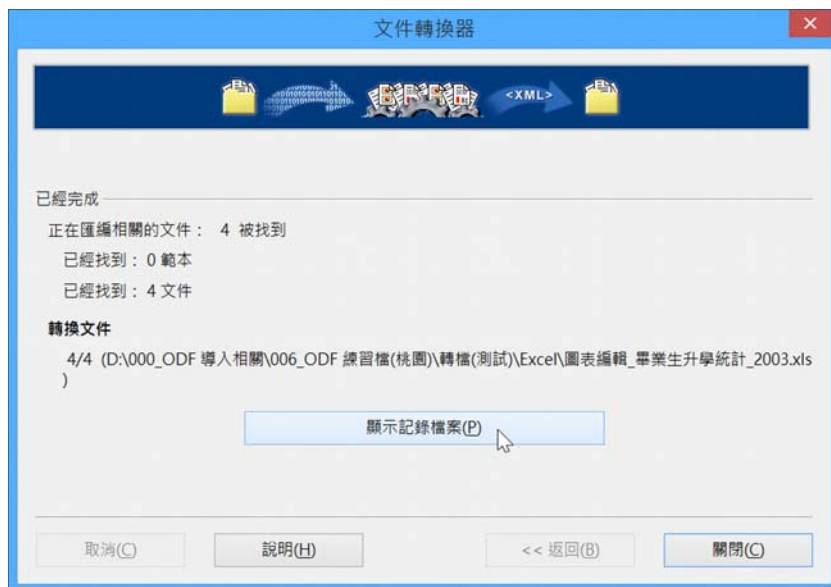 文件轉換器
<XML>
已經完成
正在匯編相關的文件： 4 被找到
已經找到：0 範本
已經找到：4 文件
轉換文件
4/4 (D:\000_ODF 導入相關\006_ODF 練習檔(桃園)\轉檔(測試)\Excel\圖表編輯_畢業生升學統計_2003.xls
)
顯示記錄檔案(P)
取消(C) 說明(H) << 返回(B) 關閉(C)